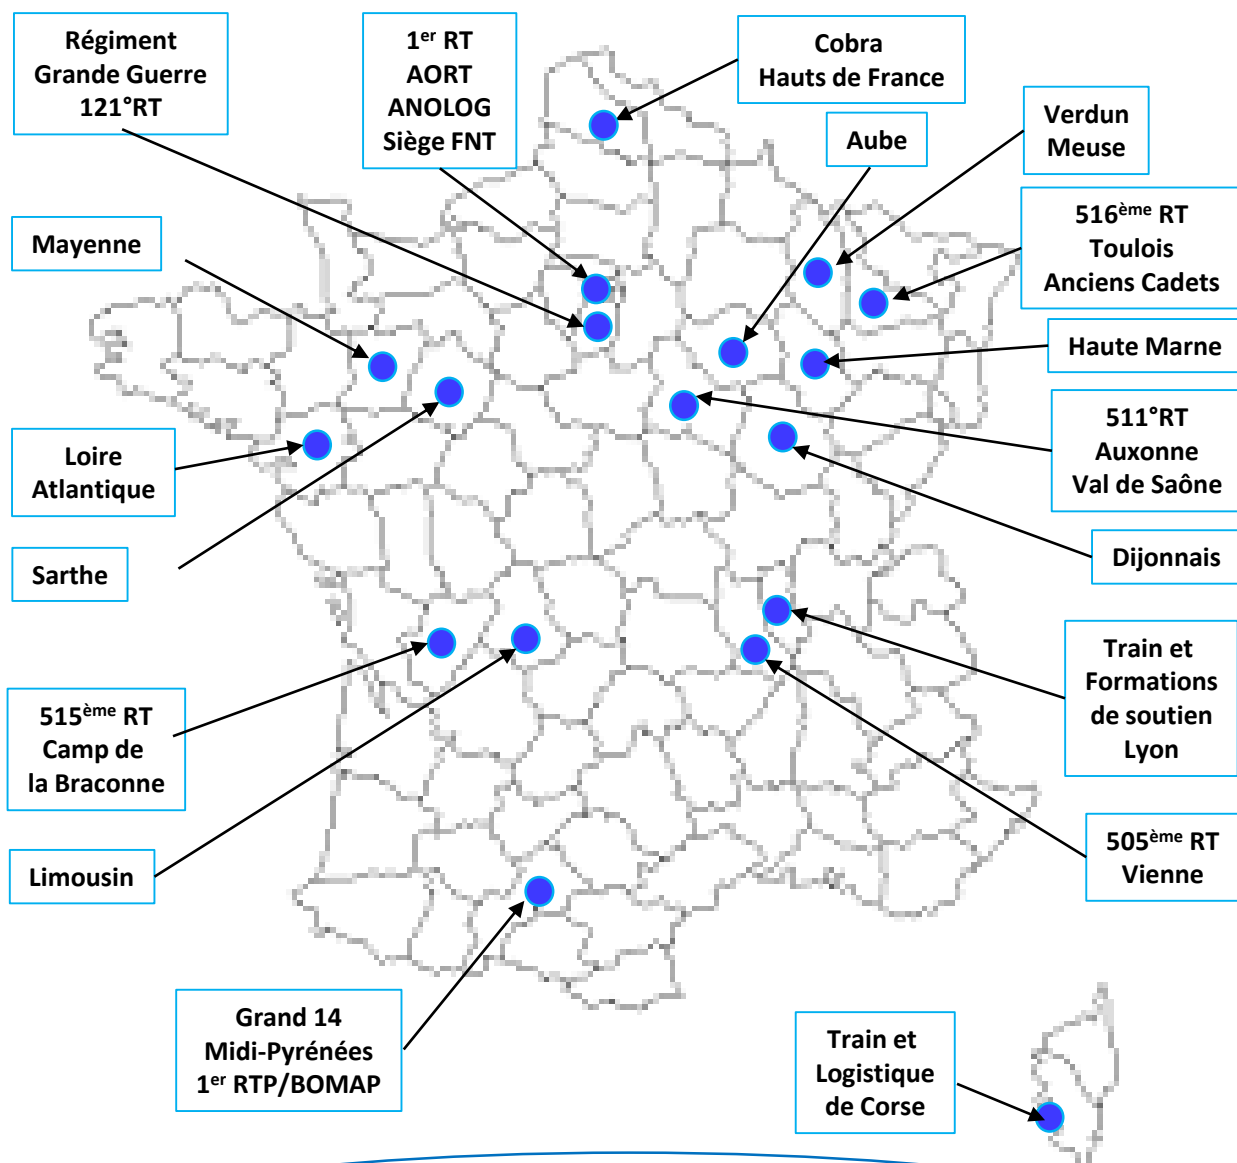 Régiment
Grande Guerre
121°RT
1er RT
AORT
ANOLOG
Siège FNT
Cobra
Hauts de France
Aube
Verdun
Meuse
516ème RT
Toulois
Anciens Cadets
Mayenne
Haute Marne
Loire
Atlantique
511°RT
Auxonne
Val de Saône
Sarthe
Dijonnais
515ème RT
Camp de
la Braconne
Train et
Formations
de soutien
Lyon
Limousin
505ème RT
Vienne
Grand 14
Midi-Pyrénées
1er RTP/BOMAP
Train et
Logistique
de Corse